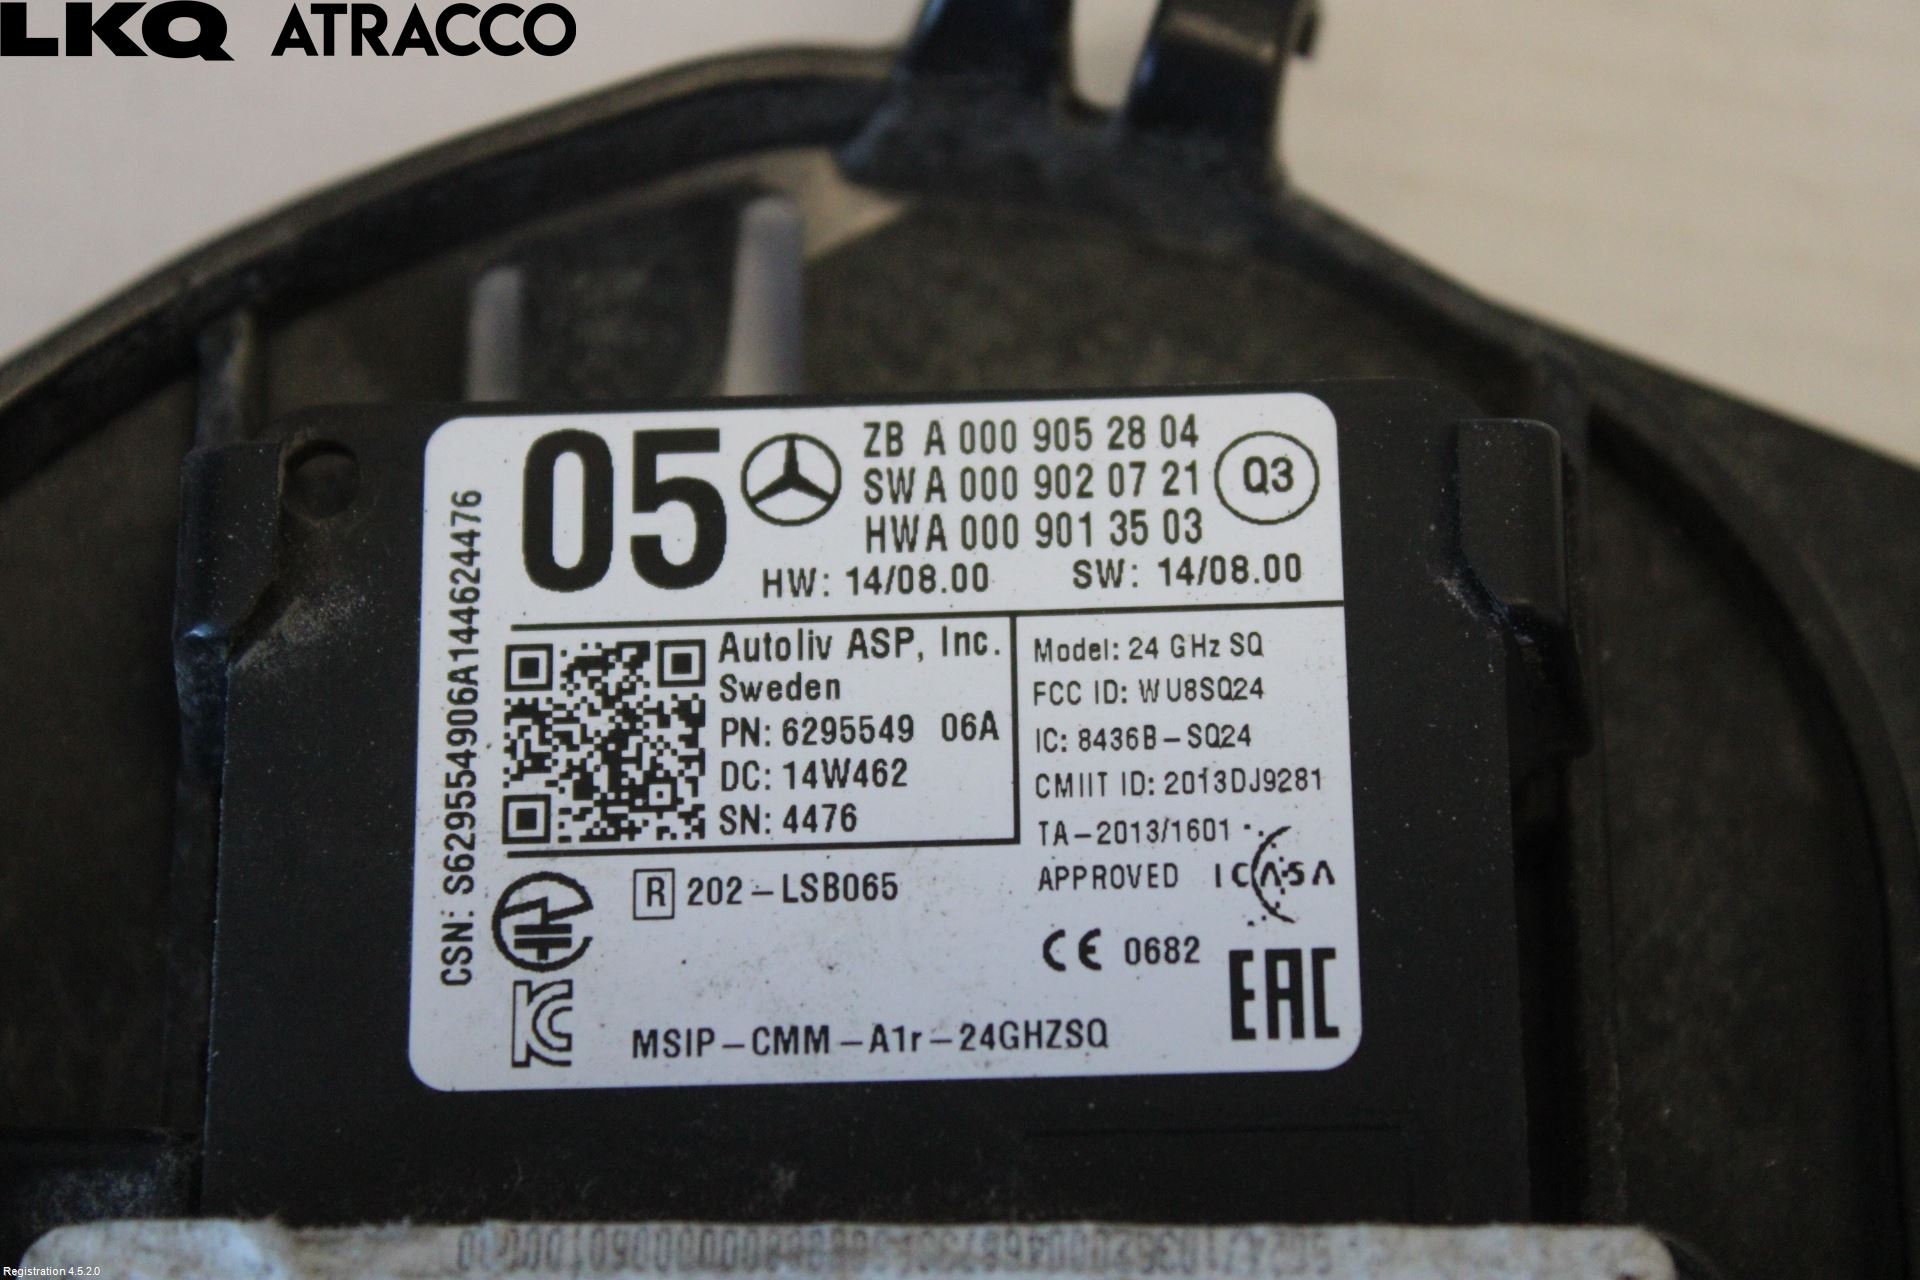 LKQ ATRACCO
05
ZB A 000 905 28 04
SW A 000 902 07 21
HW A 000 901 35 03
Q3
HW: 14/08.00 SW: 14/08.00
CSN: S629554906A144624476
Autoliv ASP, Inc.
Sweden
PN: 6295549 06A
DC: 14W462
SN: 4476
Model: 24 GHz SQ
FCC ID: WU8SQ24
IC: 8436B-SQ24
CMIIT ID: 2013DJ9281
TA-2013/1601
APPROVED ICASA
R 202-LSB065
CE 0682
EAC
KC
MSIP-CMM-A1r-24GHZSQ
Registration 4.5.2.0